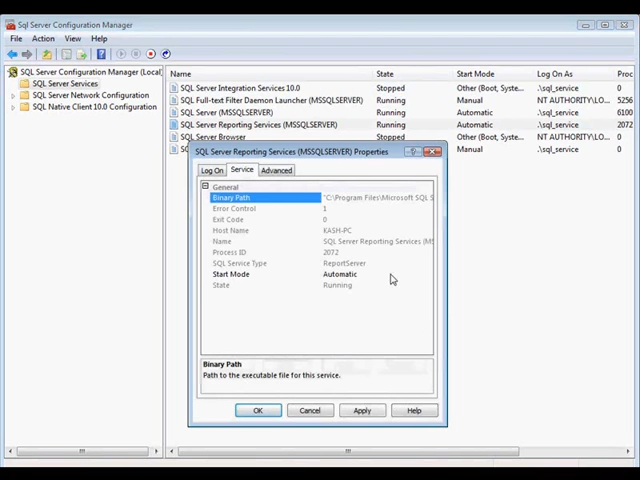 Sql Server Configuration Manager
File Action View Help
SQL Server Configuration Manager (Local)
SQL Server Services
SQL Server Network Configuration
SQL Native Client 10.0 Configuration
Name State Start Mode Log On As Proc
SQL Server Integration Services 10.0 Stopped Other (Boot, Syste...
SQL Full-text Filter Daemon Launcher (MSSQLSERVER) Running Manual NT AUTHORITY\LO... 5256
SQL Server (MSSQLSERVER) Running Automatic .\sql_service 6100
SQL Server Reporting Services (MSSQLSERVER) Running Automatic .\sql_service 2072
SQL Server Browser Stopped Other (Boot, Syste... NT AUTHORITY\LO...
Manual .\sql_service
SQL Server Reporting Services (MSSQLSERVER) Properties
Log On Service Advanced
General
Binary Path "C:\Program Files\Microsoft SQL S
Error Control 1
Exit Code 0
Host Name KASH-PC
Name SQL Server Reporting Services (MS
Process ID 2072
SQL Service Type ReportServer
Start Mode Automatic
State Running
Binary Path
Path to the executable file for this service.
OK Cancel Apply Help